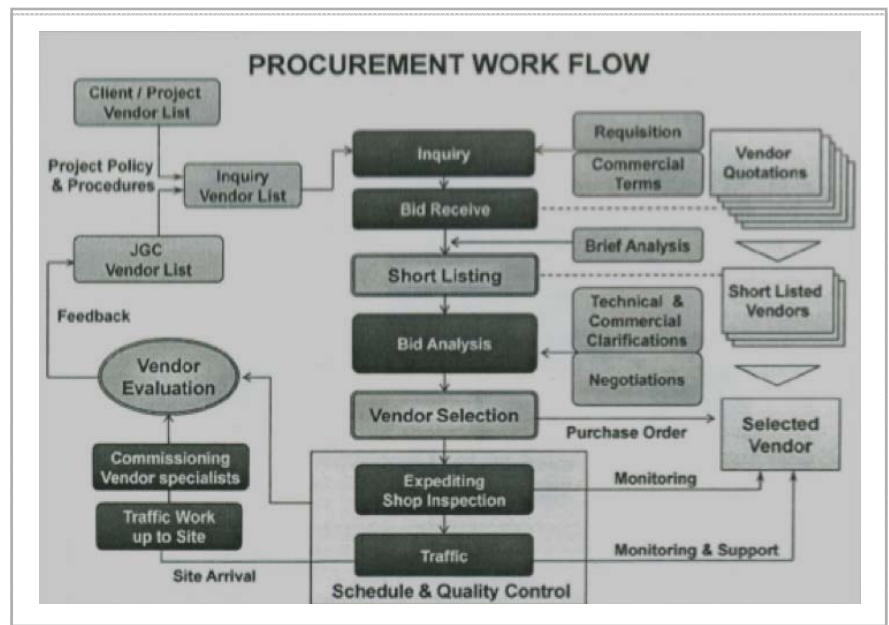 PROCUREMENT WORK FLOW
Client / Project
Vendor List
Project Policy
& Procedures
Inquiry
Vendor List
JGC
Vendor List
Feedback
Vendor
Evaluation
Commissioning
Vendor specialists
Traffic Work
up to Site
Site Arrival
Inquiry
Bid Receive
Short Listing
Bid Analysis
Vendor Selection
Expediting
Shop Inspection
Traffic
Schedule & Quality Control
Requisition
Commercial
Terms
Brief Analysis
Technical &
Commercial
Clarifications
Negotiations
Purchase Order
Monitoring
Monitoring & Support
Vendor
Quotations
Short Listed
Vendors
Selected
Vendor